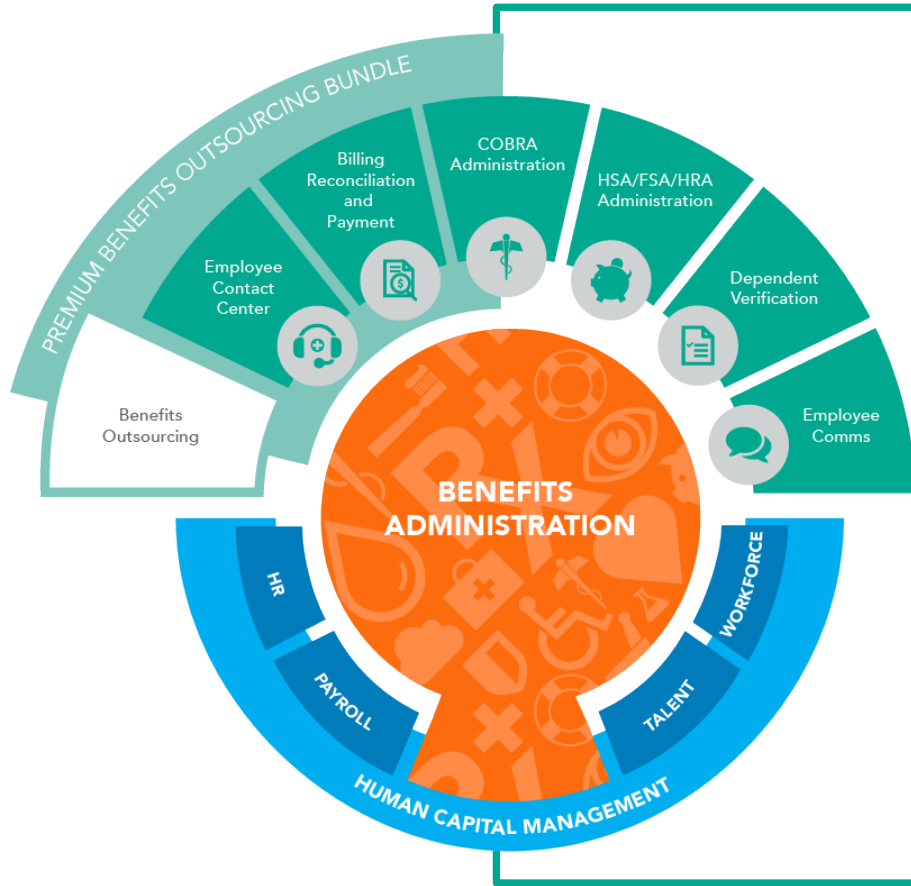 PREMIUM BENEFITS OUTSOURCING BUNDLE
Benefits
Outsourcing
Employee
Contact
Center
Billing
Reconciliation
and
Payment
COBRA
Administration
HSA/FSA/HRA
Administration
Dependent
Verification
Employee
Comms
BENEFITS
ADMINISTRATION
HR
PAYROLL
TALENT
WORKFORCE
HUMAN CAPITAL MANAGEMENT